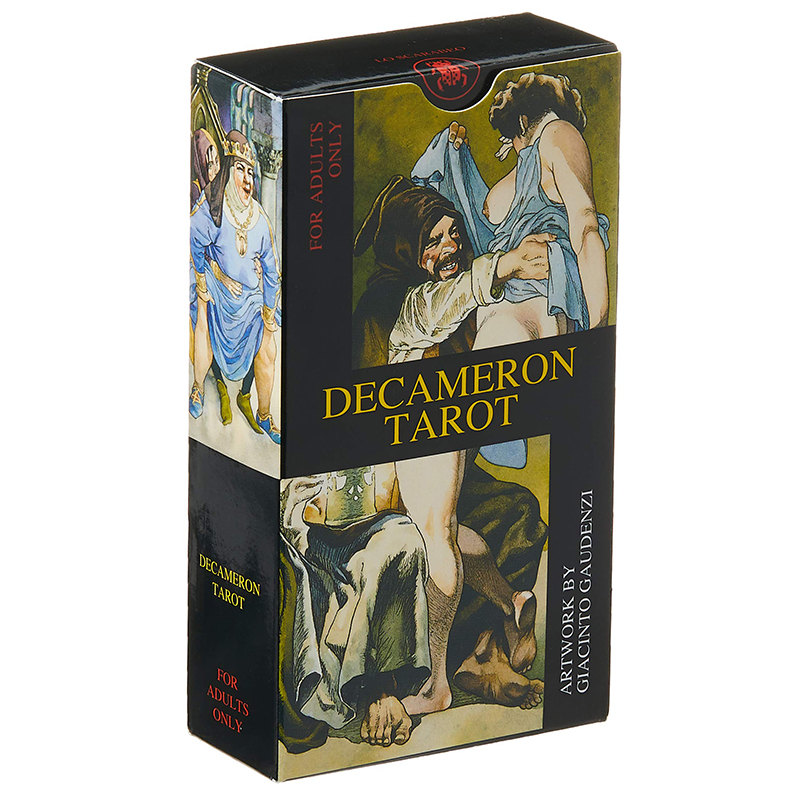 LO SCARABEO
FOR ADULTS
ONLY
DECAMERON
TAROT
ARTWORK BY
GIACINTO GAUDENZI
DECAMERON
TAROT
FOR
ADULTS
ONLY